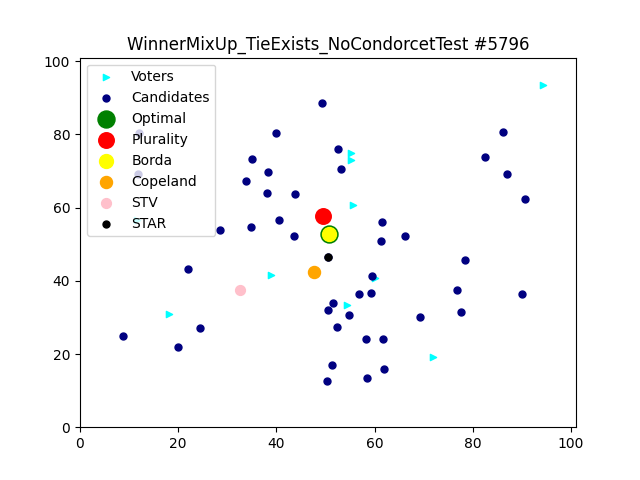 WinnerMixUp_TieExists_NoCondorcetTest #5796
100
80
60
40
20
0
Voters
Candidates
Optimal
Plurality
Borda
Copeland
STV
STAR
0 20 40 60 80 100